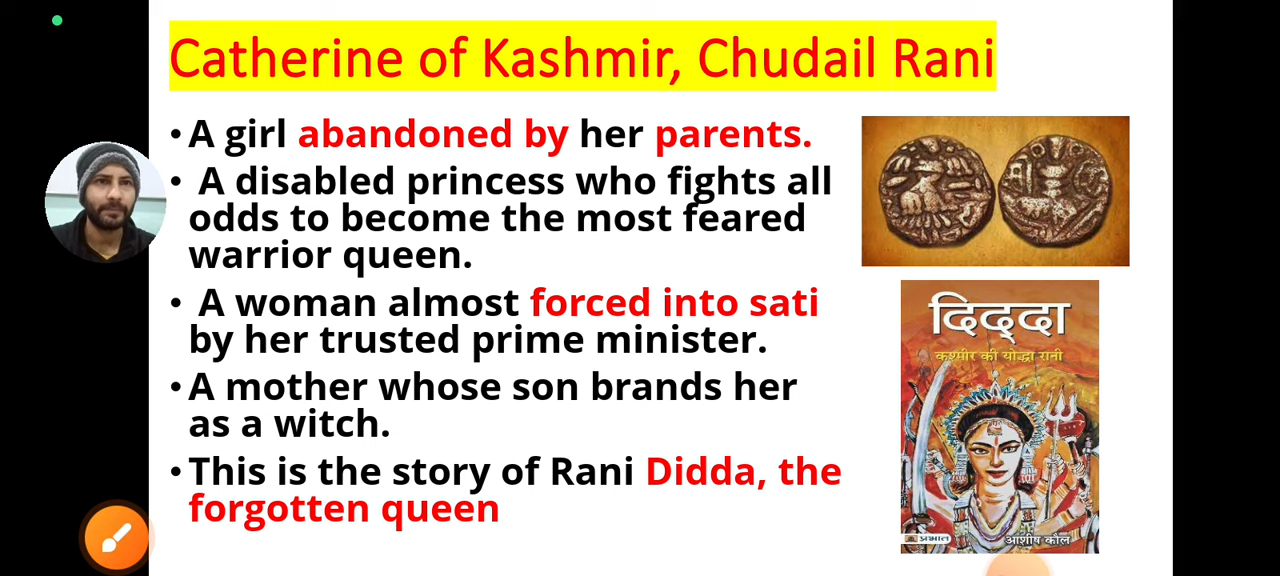 Catherine of Kashmir, Chudail Rani
• A girl abandoned by her parents.
• A disabled princess who fights all
odds to become the most feared
warrior queen.
• A woman almost forced into sati
by her trusted prime minister.
• A mother whose son brands her
as a witch.
• This is the story of Rani Didda, the
forgotten queen
दिद्दा
कश्मीर की योद्धा रानी
प्रभात
आशीष कौल